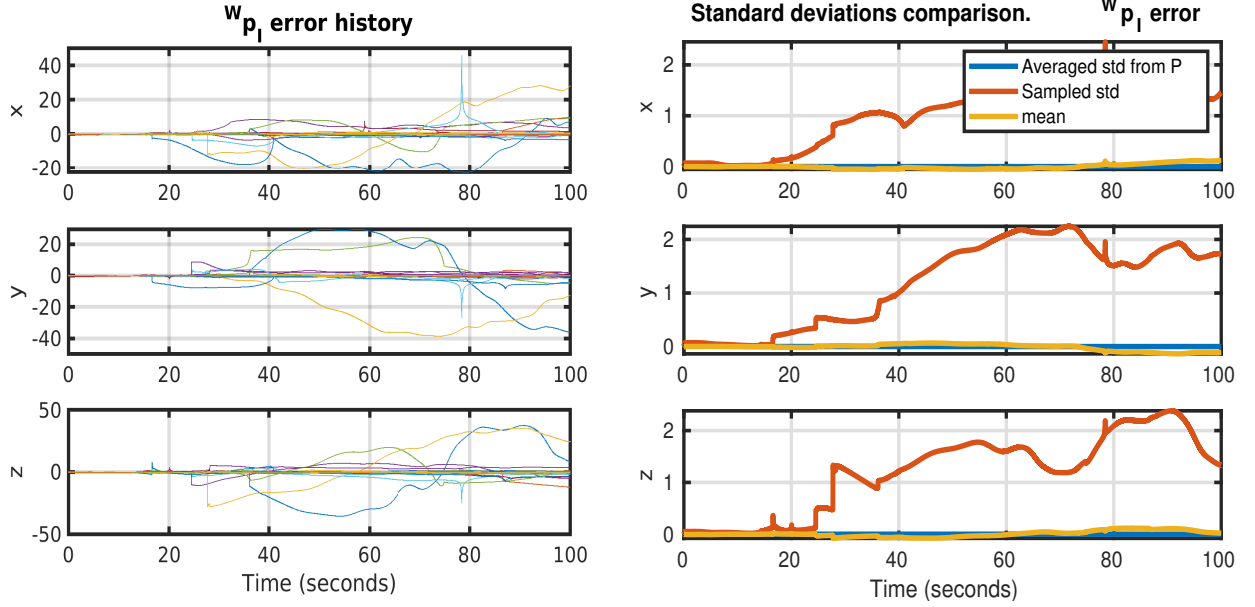 ᵂp_I error history
x
40
20
0
-20
0 20 40 60 80 100
y
20
0
-20
-40
0 20 40 60 80 100
z
50
0
-50
0 20 40 60 80 100
Time (seconds)
Standard deviations comparison. ᵂp_I error
Averaged std from P
Sampled std
mean
x
2
1
0
0 20 40 60 80 100
y
2
1
0
0 20 40 60 80 100
z
2
1
0
0 20 40 60 80 100
Time (seconds)